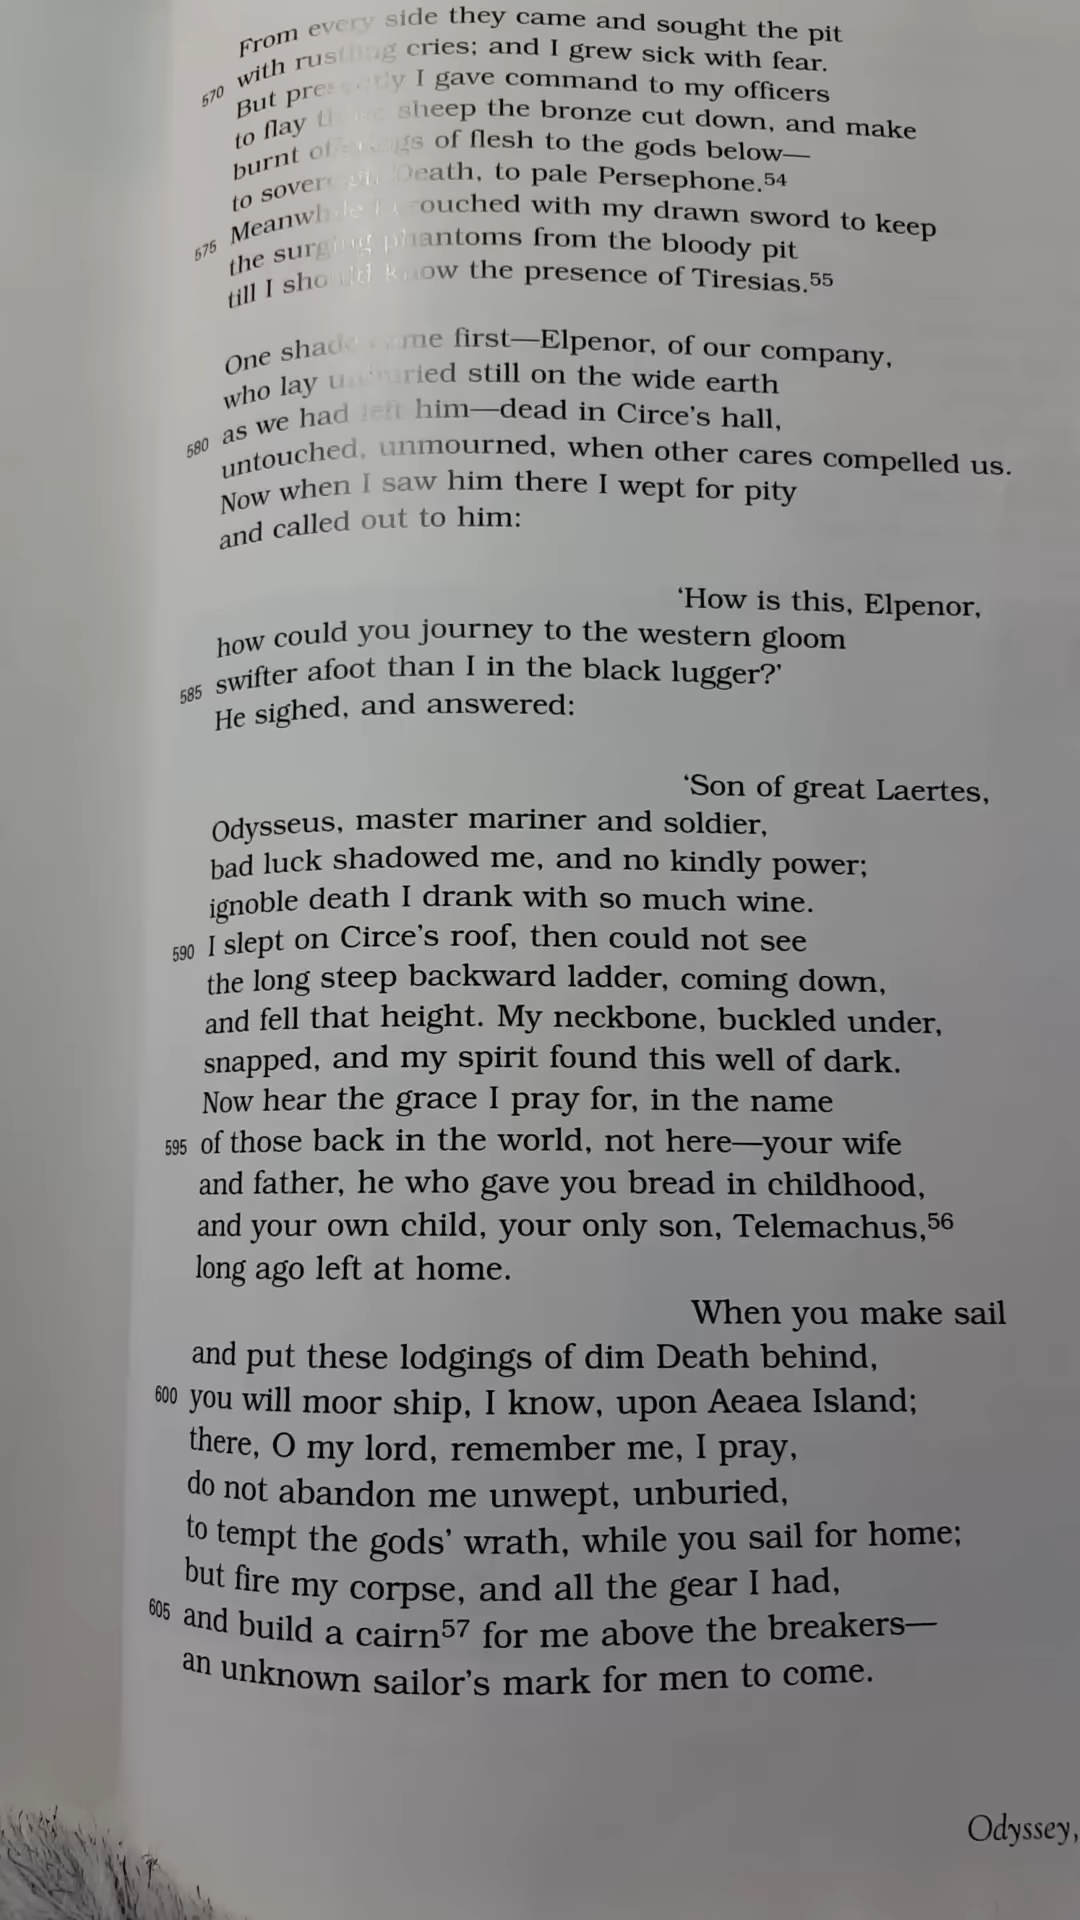 From every side they came and sought the pit
with rustling cries; and I grew sick with fear.
570 But presently I gave command to my officers
to flay those sheep the bronze cut down, and make
burnt offerings of flesh to the gods below—
to sovereign Death, to pale Persephone.54
Meanwhile I crouched with my drawn sword to keep
575 the surging phantoms from the bloody pit
till I should know the presence of Tiresias.55
One shade came first—Elpenor, of our company,
who lay unburied still on the wide earth
as we had left him—dead in Circe's hall,
580 untouched, unmourned, when other cares compelled us.
Now when I saw him there I wept for pity
and called out to him:
‘How is this, Elpenor,
how could you journey to the western gloom
585 swifter afoot than I in the black lugger?’
He sighed, and answered:
‘Son of great Laertes,
Odysseus, master mariner and soldier,
bad luck shadowed me, and no kindly power;
ignoble death I drank with so much wine.
590 I slept on Circe's roof, then could not see
the long steep backward ladder, coming down,
and fell that height. My neckbone, buckled under,
snapped, and my spirit found this well of dark.
Now hear the grace I pray for, in the name
595 of those back in the world, not here—your wife
and father, he who gave you bread in childhood,
and your own child, your only son, Telemachus,56
long ago left at home.
When you make sail
and put these lodgings of dim Death behind,
600 you will moor ship, I know, upon Aeaea Island;
there, O my lord, remember me, I pray,
do not abandon me unwept, unburied,
to tempt the gods’ wrath, while you sail for home;
but fire my corpse, and all the gear I had,
605 and build a cairn57 for me above the breakers—
an unknown sailor's mark for men to come.
Odyssey,